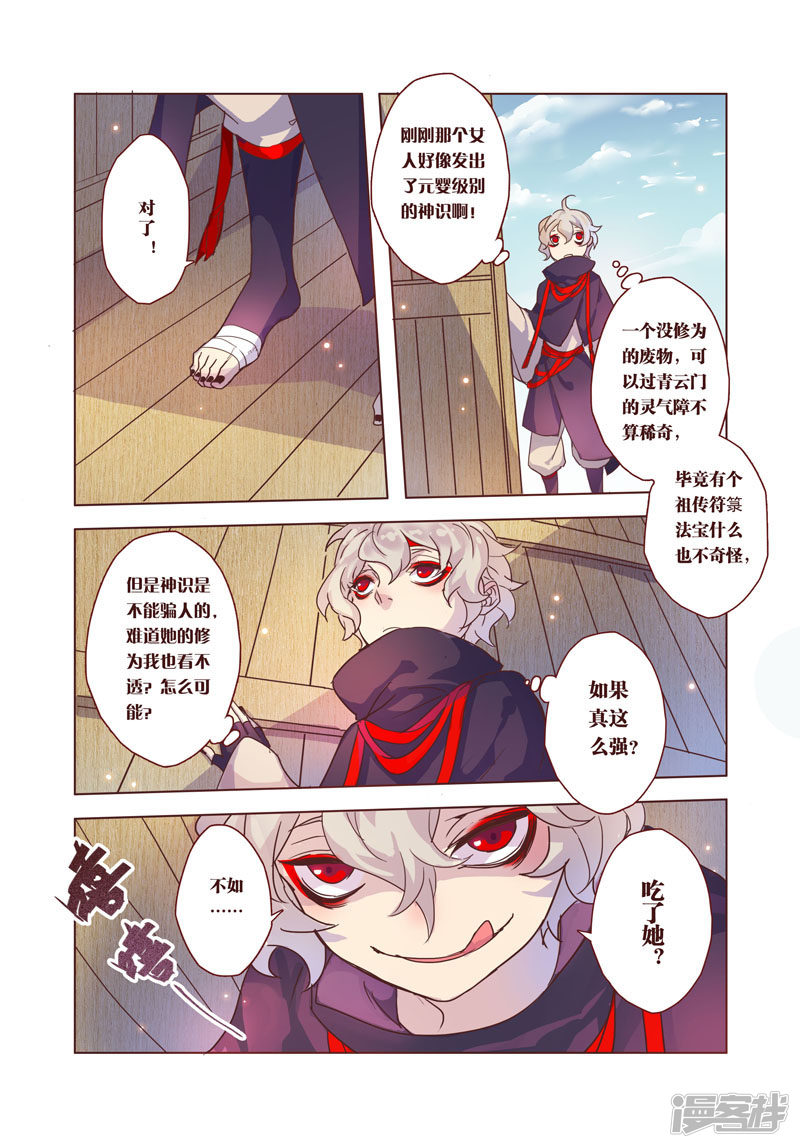 对
了！
刚刚那个女
人好像发出
了元婴级别
的神识啊！
一个没修为
的废物，可
以过青云门
的灵气障不
算稀奇，
毕竟有个
祖传符箓
法宝什么
也不奇怪，
但是神识是
不能骗人的，
难道她的修
为我也看不
透？怎么可
能？
如果
真这
么强？
不如
……
吃了她？
漫客栈